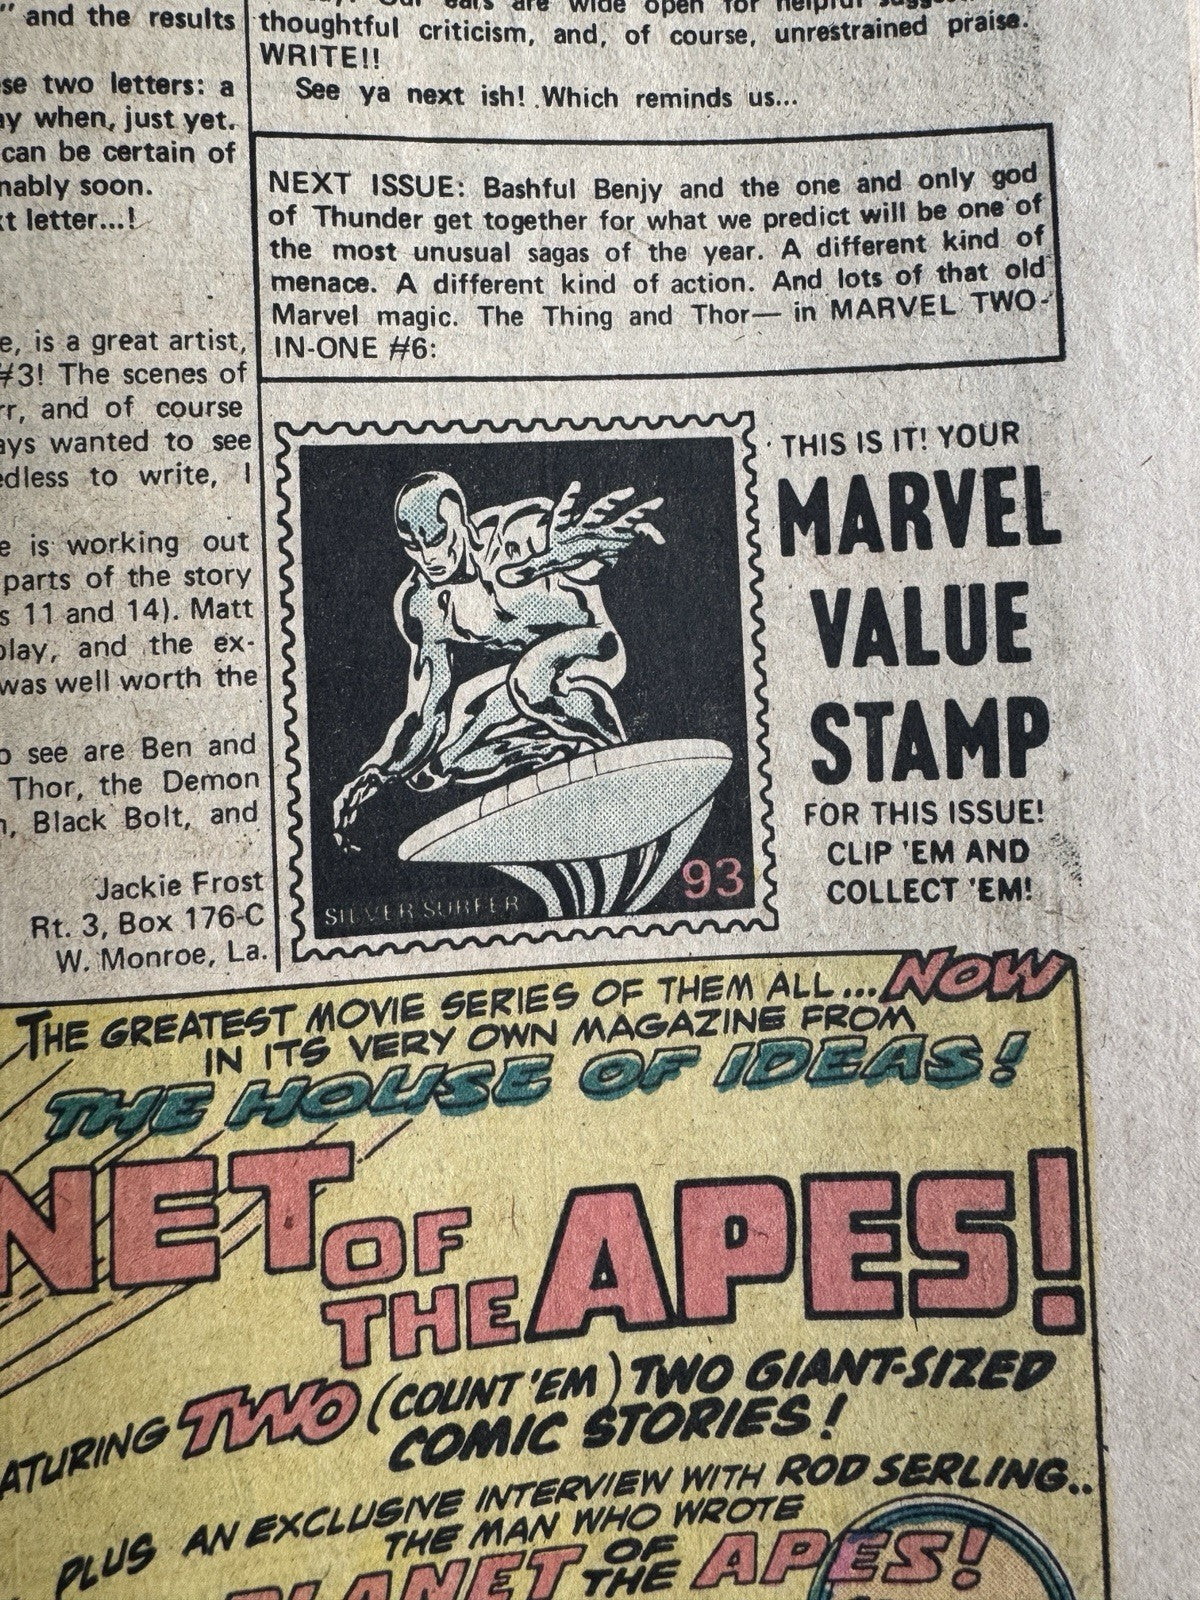 and the results
se two letters: a
when, just yet.
can be certain of
nably soon.
t letter...!
e, is a great artist,
#3! The scenes of
rr, and of course
ays wanted to see
edless to write, I
e is working out
parts of the story
s 11 and 14). Matt
play, and the ex-
was well worth the
o see are Ben and
Thor, the Demon
Black Bolt, and
Jackie Frost
Rt. 3, Box 176-C
W. Monroe, La.
ears are wide open for helpful
thoughtful criticism, and, of course, unrestrained praise.
WRITE!!
See ya next ish! Which reminds us...
NEXT ISSUE: Bashful Benjy and the one and only god
of Thunder get together for what we predict will be one of
the most unusual sagas of the year. A different kind of
menace. A different kind of action. And lots of that old
Marvel magic. The Thing and Thor— in MARVEL TWO-
IN-ONE #6:
93
SILVER SURFER
THIS IS IT! YOUR
MARVEL
VALUE
STAMP
FOR THIS ISSUE!
CLIP 'EM AND
COLLECT 'EM!
THE GREATEST MOVIE SERIES OF THEM ALL... NOW
IN ITS VERY OWN MAGAZINE FROM
THE HOUSE OF IDEAS!
NET OF THE APES!
ATURING TWO (COUNT 'EM) TWO GIANT-SIZED
COMIC STORIES!
PLUS AN EXCLUSIVE INTERVIEW WITH ROD SERLING..
THE MAN WHO WROTE
PLANET OF THE APES!